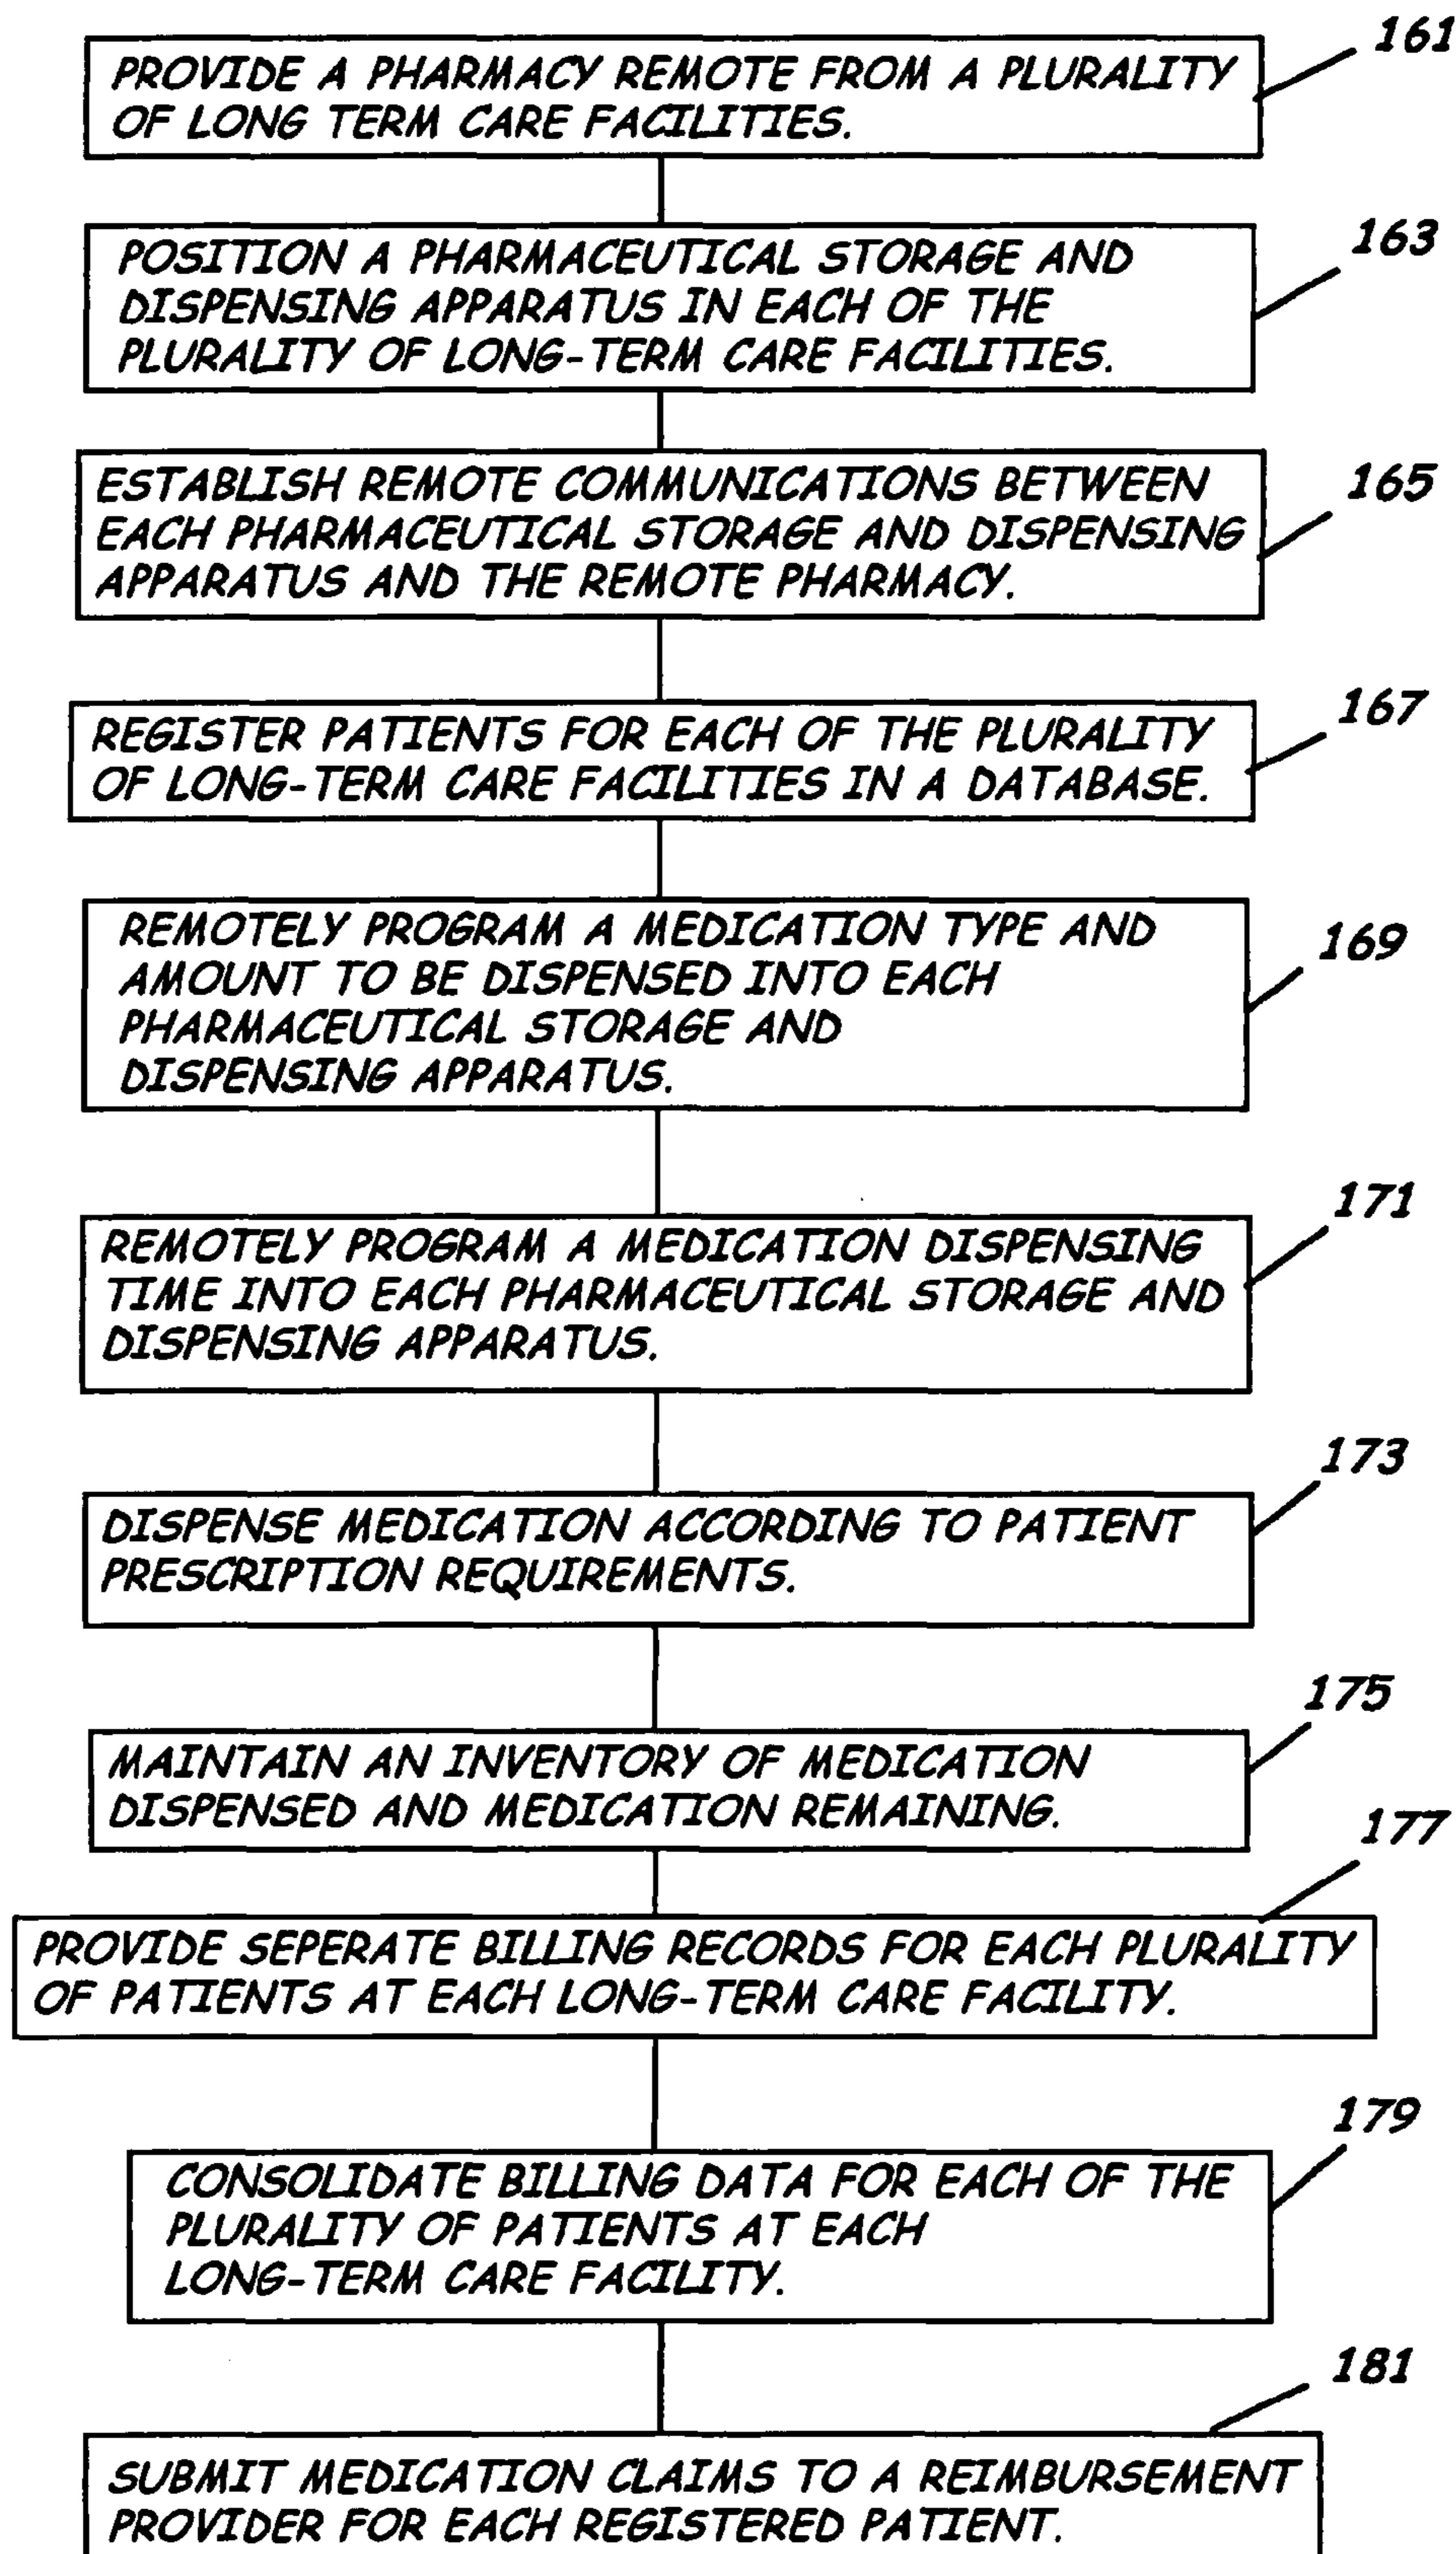 161
PROVIDE A PHARMACY REMOTE FROM A PLURALITY
OF LONG TERM CARE FACILITIES.
163
POSITION A PHARMACEUTICAL STORAGE AND
DISPENSING APPARATUS IN EACH OF THE
PLURALITY OF LONG-TERM CARE FACILITIES.
165
ESTABLISH REMOTE COMMUNICATIONS BETWEEN
EACH PHARMACEUTICAL STORAGE AND DISPENSING
APPARATUS AND THE REMOTE PHARMACY.
167
REGISTER PATIENTS FOR EACH OF THE PLURALITY
OF LONG-TERM CARE FACILITIES IN A DATABASE.
169
REMOTELY PROGRAM A MEDICATION TYPE AND
AMOUNT TO BE DISPENSED INTO EACH
PHARMACEUTICAL STORAGE AND
DISPENSING APPARATUS.
171
REMOTELY PROGRAM A MEDICATION DISPENSING
TIME INTO EACH PHARMACEUTICAL STORAGE AND
DISPENSING APPARATUS.
173
DISPENSE MEDICATION ACCORDING TO PATIENT
PRESCRIPTION REQUIREMENTS.
175
MAINTAIN AN INVENTORY OF MEDICATION
DISPENSED AND MEDICATION REMAINING.
177
PROVIDE SEPERATE BILLING RECORDS FOR EACH PLURALITY
OF PATIENTS AT EACH LONG-TERM CARE FACILITY.
179
CONSOLIDATE BILLING DATA FOR EACH OF THE
PLURALITY OF PATIENTS AT EACH
LONG-TERM CARE FACILITY.
181
SUBMIT MEDICATION CLAIMS TO A REIMBURSEMENT
PROVIDER FOR EACH REGISTERED PATIENT.